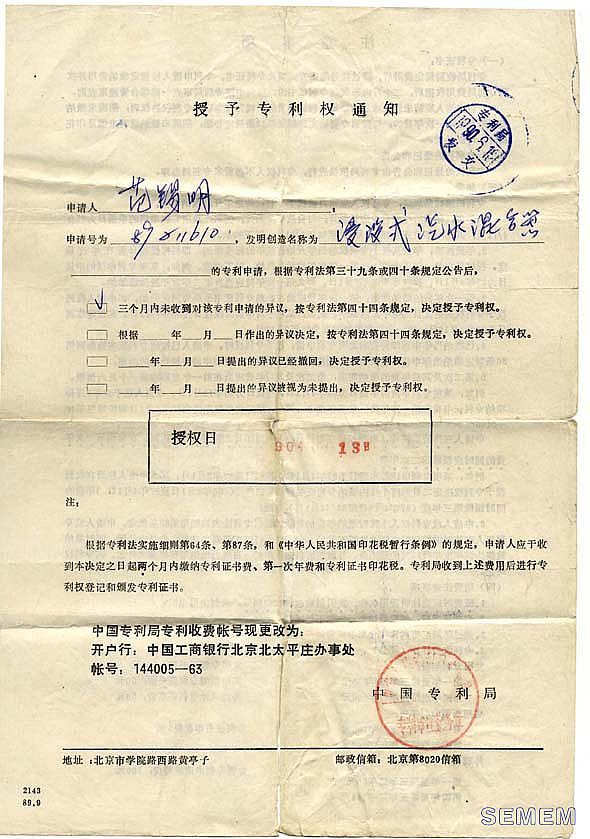 授予专利权通知
专利局
发文
申请人 范锡明 ，
申请号为 89211610. ，发明创造名称为 浸没式汽水混合器
的专利申请，根据专利法第三十九条或四十条规定公告后，
三个月内未收到对该专利申请的异议，按专利法第四十四条规定，决定授予专利权。
根据 年 月 日作出的异议决定，按专利法第四十四条规定，决定授予专利权。
年 月 日提出的异议已经撤回，决定授予专利权。
年 月 日提出的异议被视为未提出，决定授予专利权。
授权日 904 13日
注：
根据专利法实施细则第64条、第87条，和《中华人民共和国印花税暂行条例》的规定，申请人应于收
到本决定之日起两个月内缴纳专利证书费、第一次年费和专利证书印花税。专利局收到上述费用后进行专
利权登记和颁发专利证书。
中国专利局专利收费帐号现更改为：
开户行：中国工商银行北京北太平庄办事处
帐号：144005—63
中国专利局
地址：北京市学院路西路黄亭子 邮政信箱：北京第8020信箱
2143
89.9
SEMEM